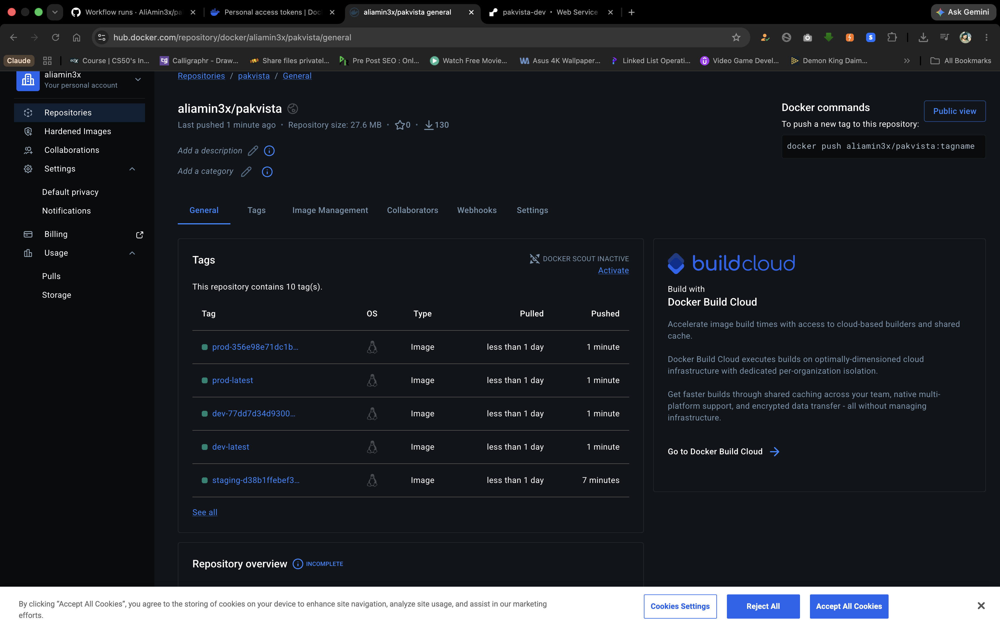 Workflow runs · AliAmin3x/pa
Personal access tokens | Doc
aliamin3x/pakvista general
pakvista-dev • Web Service
Ask Gemini
hub.docker.com/repository/docker/aliamin3x/pakvista/general
Claude
Course | CS50's In...
Calligraphr - Draw...
Share files privatel...
Pre Post SEO : Onl...
Watch Free Movie...
Asus 4K Wallpaper...
Linked List Operati...
Video Game Devel...
Demon King Daim...
All Bookmarks
aliamin3x
Your personal account
Repositories
Hardened Images
Collaborations
Settings
Default privacy
Notifications
Billing
Usage
Pulls
Storage
Repositories / pakvista / General
aliamin3x/pakvista
Last pushed 1 minute ago • Repository size: 27.6 MB • 0 • 130
Add a description
Add a category
Docker commands
Public view
To push a new tag to this repository:
docker push aliamin3x/pakvista:tagname
General Tags Image Management Collaborators Webhooks Settings
Tags
DOCKER SCOUT INACTIVE
Activate
This repository contains 10 tag(s).
Tag OS Type Pulled Pushed
prod-356e98e71dc1b... Image less than 1 day 1 minute
prod-latest Image less than 1 day 1 minute
dev-77dd7d34d9300... Image less than 1 day 1 minute
dev-latest Image less than 1 day 1 minute
staging-d38b1ffebef3... Image less than 1 day 7 minutes
See all
buildcloud
Build with
Docker Build Cloud
Accelerate image build times with access to cloud-based builders and shared
cache.
Docker Build Cloud executes builds on optimally-dimensioned cloud
infrastructure with dedicated per-organization isolation.
Get faster builds through shared caching across your team, native multi-
platform support, and encrypted data transfer - all without managing
infrastructure.
Go to Docker Build Cloud
Repository overview
INCOMPLETE
By clicking “Accept All Cookies”, you agree to the storing of cookies on your device to enhance site navigation, analyze site usage, and assist in our marketing
efforts.
Cookies Settings
Reject All
Accept All Cookies